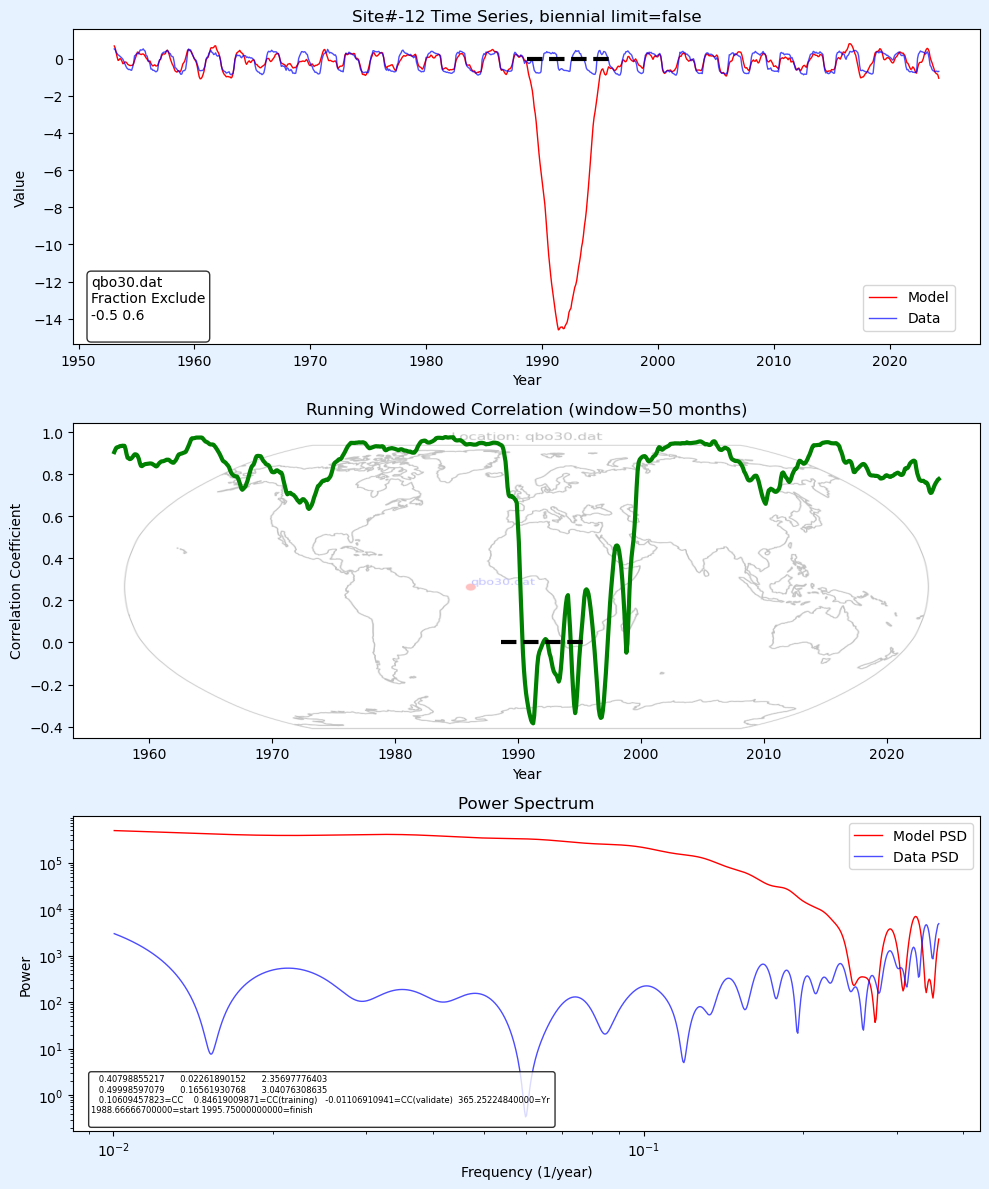 Site#-12 Time Series, biennial limit=false
0
−2
−4
−6
−8
−10
−12
−14
Value
qbo30.dat
Fraction Exclude
-0.5 0.6
Model
Data
1950 1960 1970 1980 1990 2000 2010 2020
Year
Running Windowed Correlation (window=50 months)
Location: qbo30.dat
1.0
0.8
0.6
0.4
0.2
0.0
−0.2
−0.4
Correlation Coefficient
qbo30.dat
1960 1970 1980 1990 2000 2010 2020
Year
Power Spectrum
Model PSD
Data PSD
10^5
10^4
10^3
10^2
10^1
10^0
Power
0.40798855217 0.02261890152 2.35697776403
0.49998597079 0.16561930768 3.04076308635
0.10609457823=CC 0.84619009871=CC(training) -0.01106910941=CC(validate) 365.25224840000=Yr
1988.66666700000=start 1995.75000000000=finish
10^−2 10^−1
Frequency (1/year)